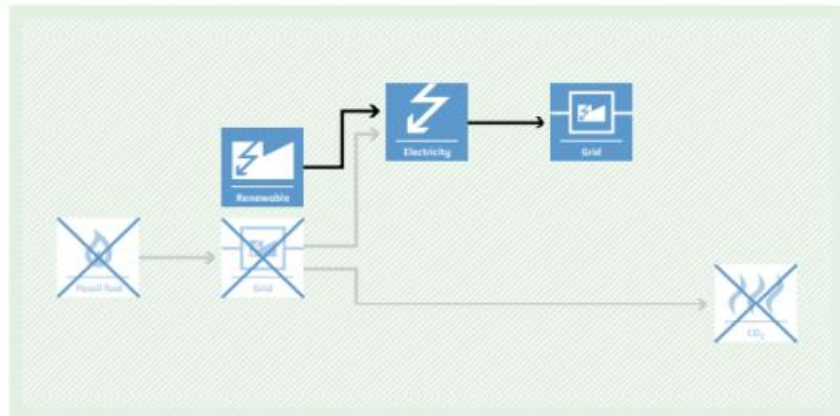 Electricity
Grid
Renewable
Fossil fuel
Grid
CO₂